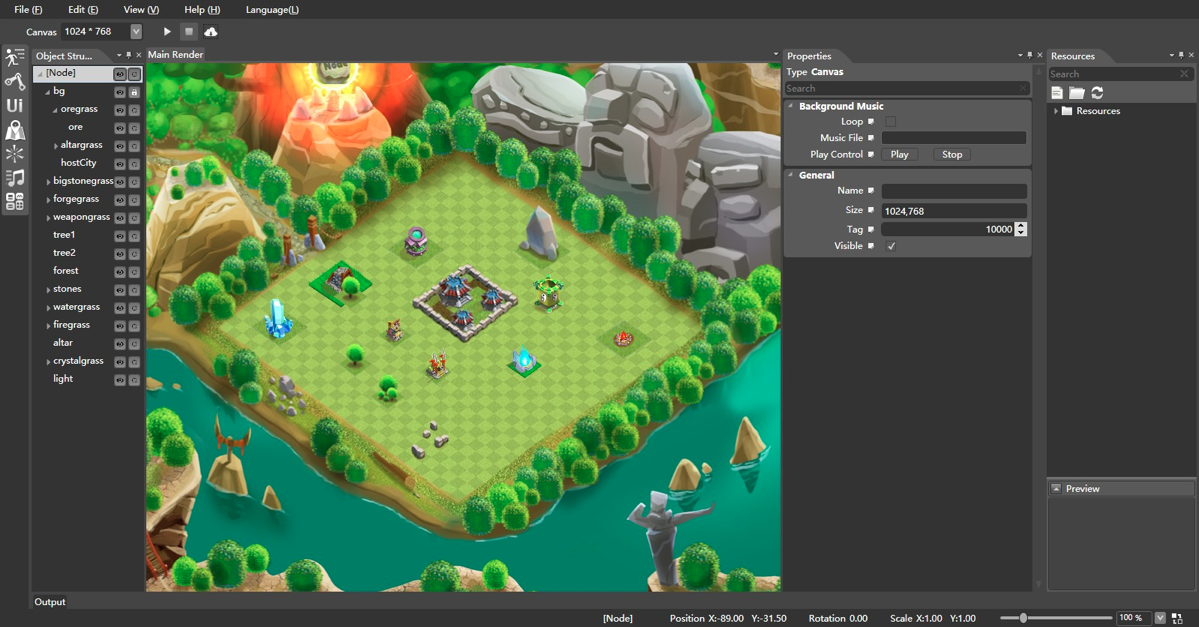 File (F) Edit (E) View (V) Help (H) Language(L)
Canvas 1024 * 768
Object Stru...
Main Render
Properties
Resources
[Node]
bg
oregrass
ore
altargrass
hostCity
bigstonegrass
forgegrass
weapongrass
tree1
tree2
forest
stones
watergrass
firegrass
altar
crystalgrass
light
Ui
Node
Type Canvas
Search
Background Music
Loop
Music File
Play Control Play Stop
General
Name
Size 1024,768
Tag 10000
Visible
Search
Resources
Preview
Output
[Node] Position X:-89.00 Y:-31.50 Rotation 0.00 Scale X:1.00 Y:1.00 100 %